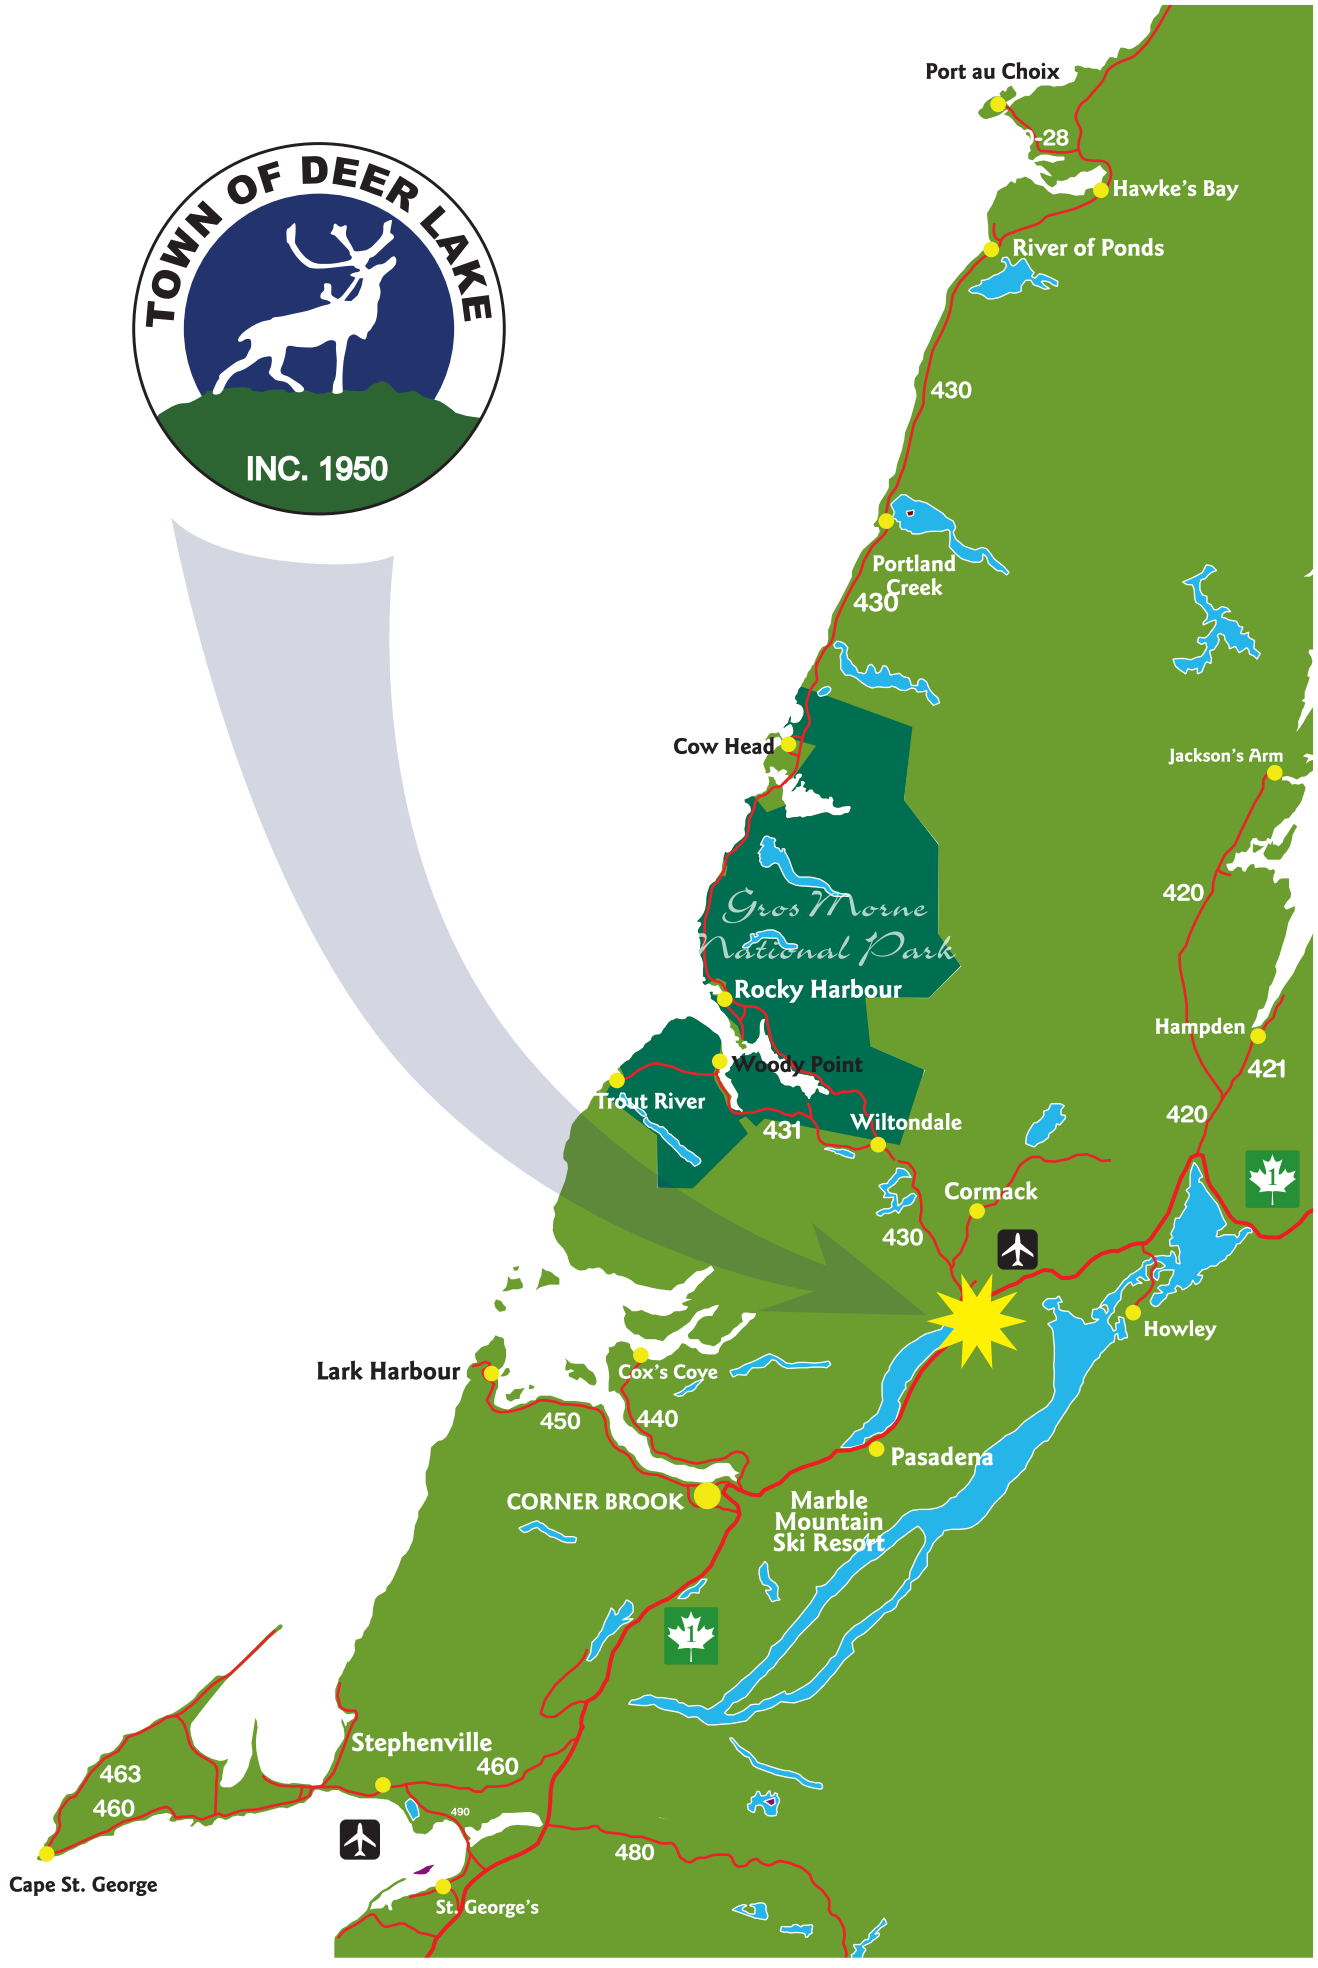 Port au Choix
-28
Hawke's Bay
TOWN OF DEER LAKE
River of Ponds
430
INC. 1950
Portland
Creek
430
Cow Head
Jackson's Arm
420
Gros Morne
National Park
Rocky Harbour
Hampden
Woody Point
421
Trout River
420
Wiltondale
431
1
Cormack
430
Howley
Lark Harbour
Cox's Cove
440
450
Pasadena
CORNER BROOK
Marble
Mountain
Ski Resort
1
Stephenville
460
463
460
490
480
Cape St. George
St. George's